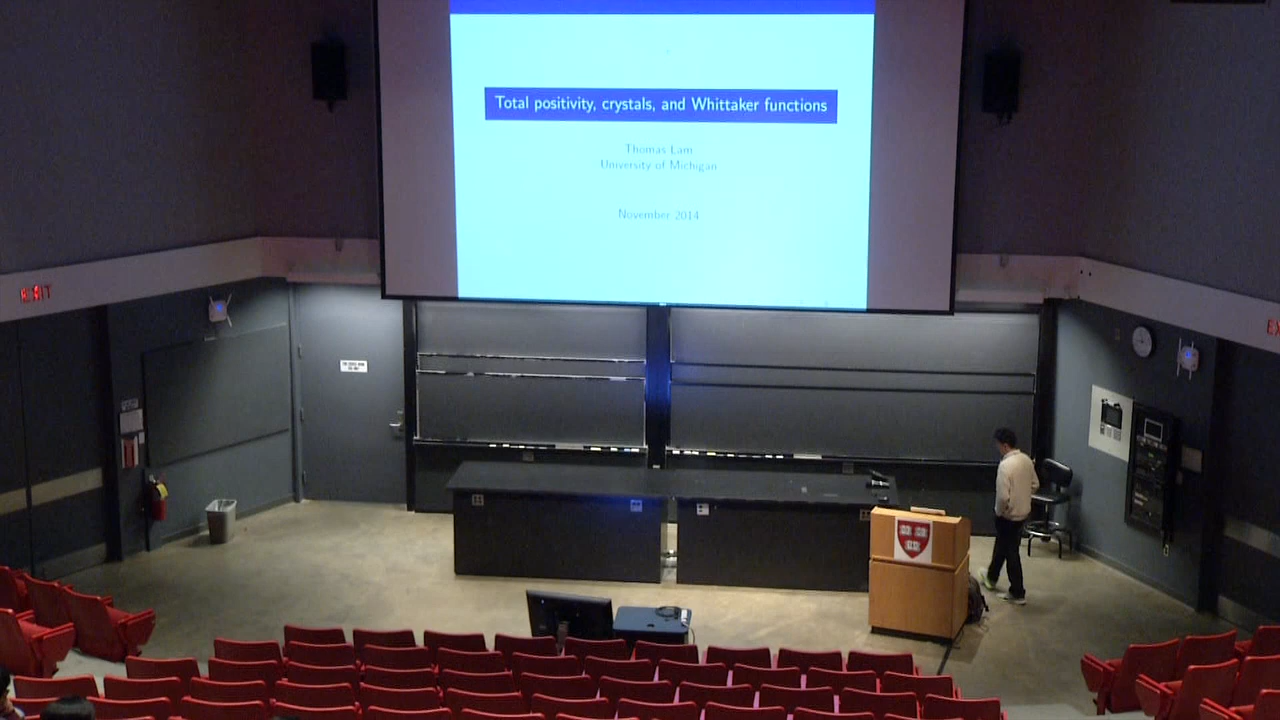 Total positivity, crystals, and Whittaker functions
Thomas Lam
University of Michigan
November 2014
EXIT